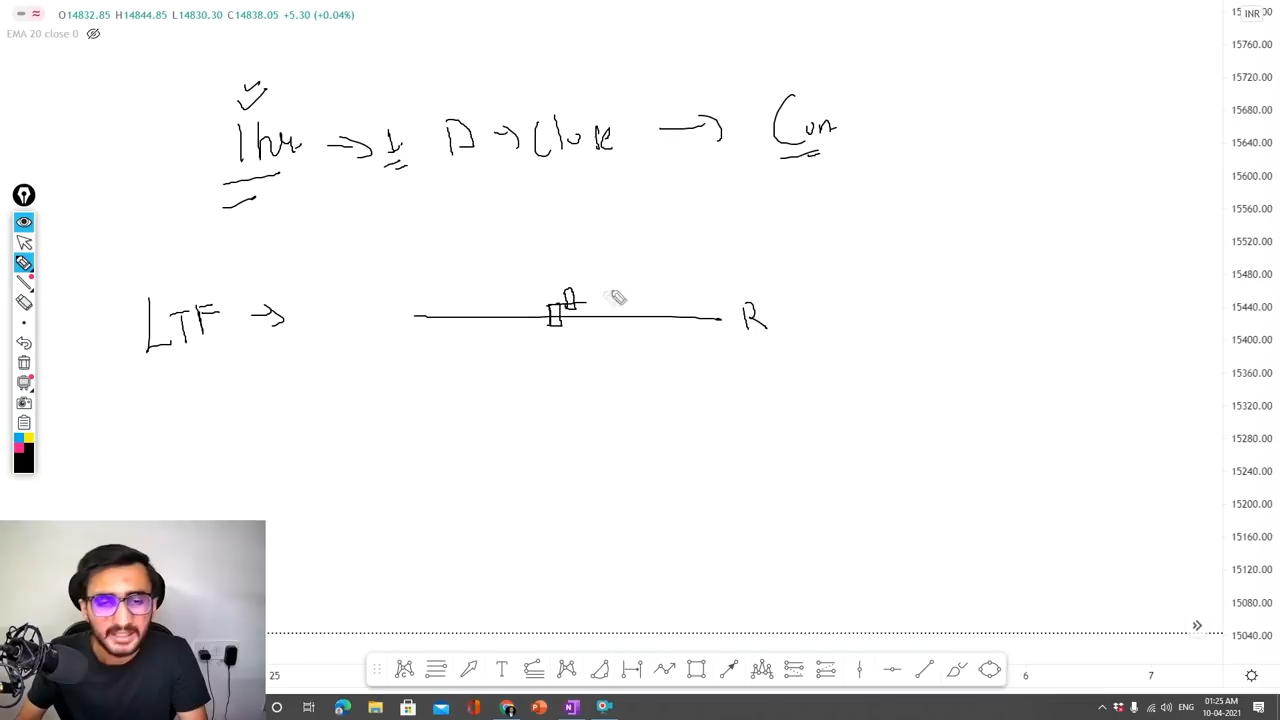 O14832.85 H14844.85 L14830.30 C14838.05 +5.30 (+0.04%)
EMA 20 close 0
INR
15760.00
15720.00
15680.00
15640.00
15600.00
15560.00
15520.00
15480.00
15440.00
15400.00
15360.00
15320.00
15280.00
15240.00
15200.00
15160.00
15120.00
15080.00
15040.00
1hr → 1 D → Close → Con
LTF →
R
25 6 7
T
ENG 01:25 AM
10-04-2021